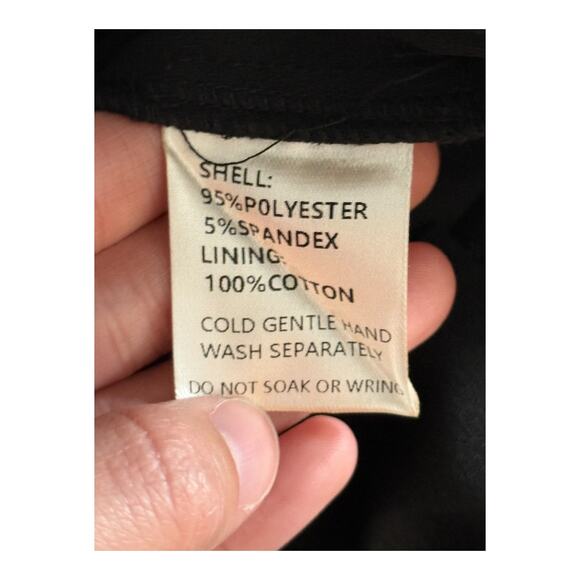 SHELL:
95%POLYESTER
5%SPANDEX
LINING:
100%COTTON
COLD GENTLE HAND
WASH SEPARATELY
DO NOT SOAK OR WRING